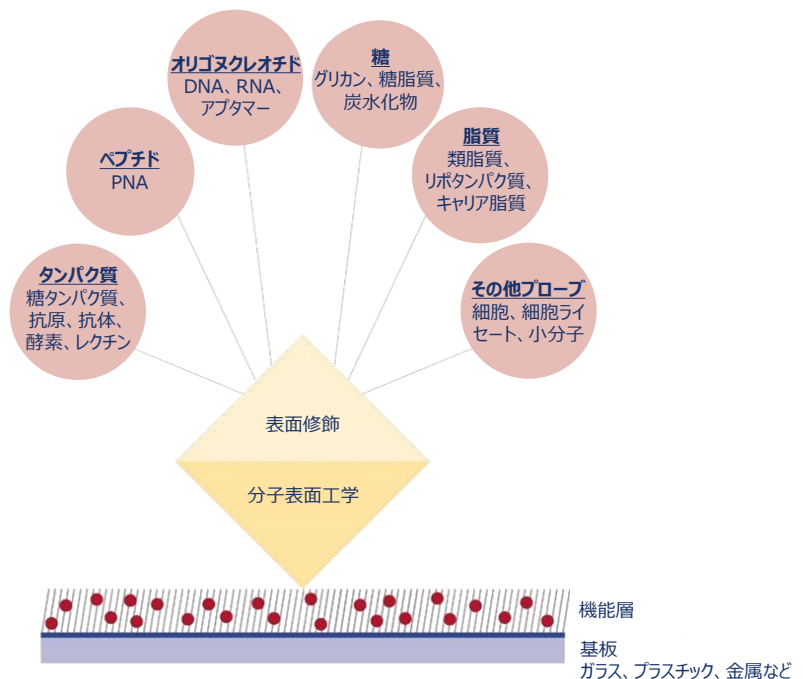 オリゴヌクレオチド
DNA、RNA、
アプタマー
糖
グリカン、糖脂質、
炭水化物
ペプチド
PNA
脂質
類脂質、
リポタンパク質、
キャリア脂質
タンパク質
糖タンパク質、
抗原、抗体、
酵素、レクチン
その他プローブ
細胞、細胞ライ
セート、小分子
表面修飾
分子表面工学
機能層
基板
ガラス、プラスチック、金属など